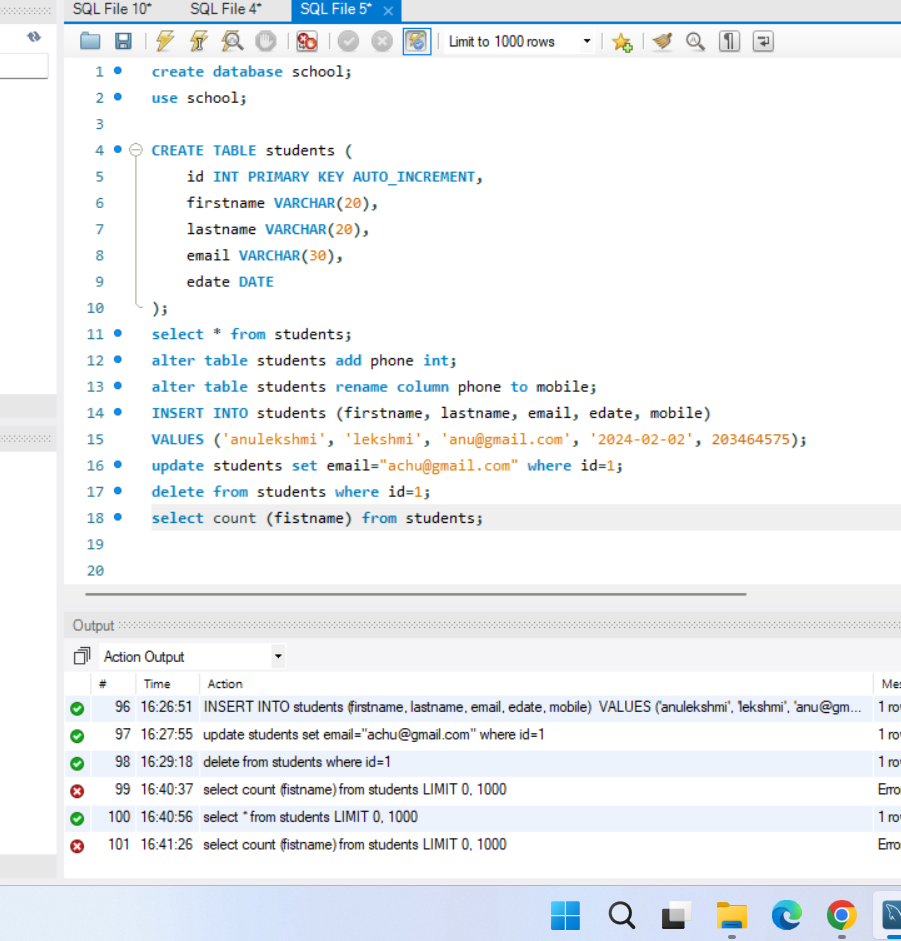 SQL File 10* SQL File 4* SQL File 5*
Limit to 1000 rows
1 create database school;
2 use school;
3
4 CREATE TABLE students (
5 id INT PRIMARY KEY AUTO_INCREMENT,
6 firstname VARCHAR(20),
7 lastname VARCHAR(20),
8 email VARCHAR(30),
9 edate DATE
10 );
11 select * from students;
12 alter table students add phone int;
13 alter table students rename column phone to mobile;
14 INSERT INTO students (firstname, lastname, email, edate, mobile)
15 VALUES ('anulekshmi', 'lekshmi', 'anu@gmail.com', '2024-02-02', 203464575);
16 update students set email="achu@gmail.com" where id=1;
17 delete from students where id=1;
18 select count (fistname) from students;
19
20
Output
Action Output
# Time Action Mes
96 16:26:51 INSERT INTO students (firstname, lastname, email, edate, mobile) VALUES ('anulekshmi', 'lekshmi', 'anu@gm... 1 ro
97 16:27:55 update students set email="achu@gmail.com" where id=1 1 ro
98 16:29:18 delete from students where id=1 1 ro
99 16:40:37 select count (fistname) from students LIMIT 0, 1000 Erro
100 16:40:56 select * from students LIMIT 0, 1000 1 ro
101 16:41:26 select count (fistname) from students LIMIT 0, 1000 Erro